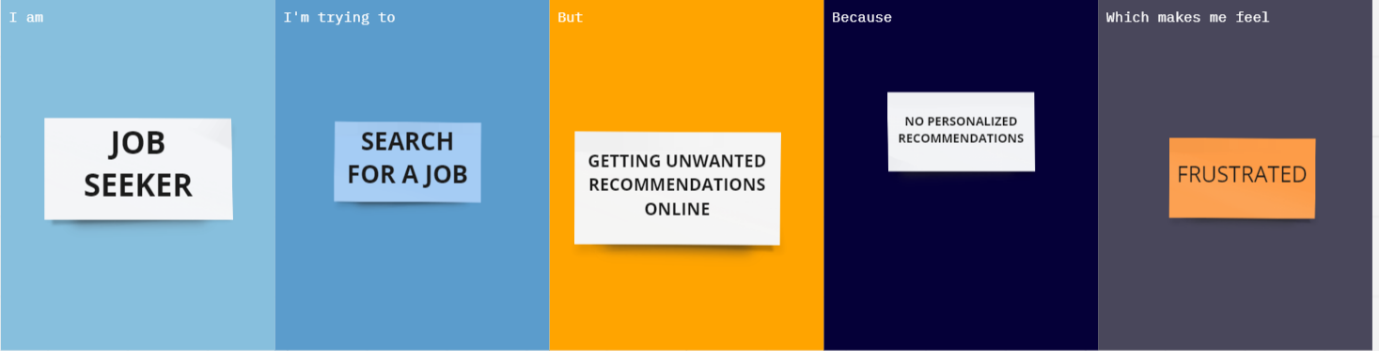 I am
JOB
SEEKER
I'm trying to
SEARCH
FOR A JOB
But
GETTING UNWANTED
RECOMMENDATIONS
ONLINE
Because
NO PERSONALIZED
RECOMMENDATIONS
Which makes me feel
FRUSTRATED